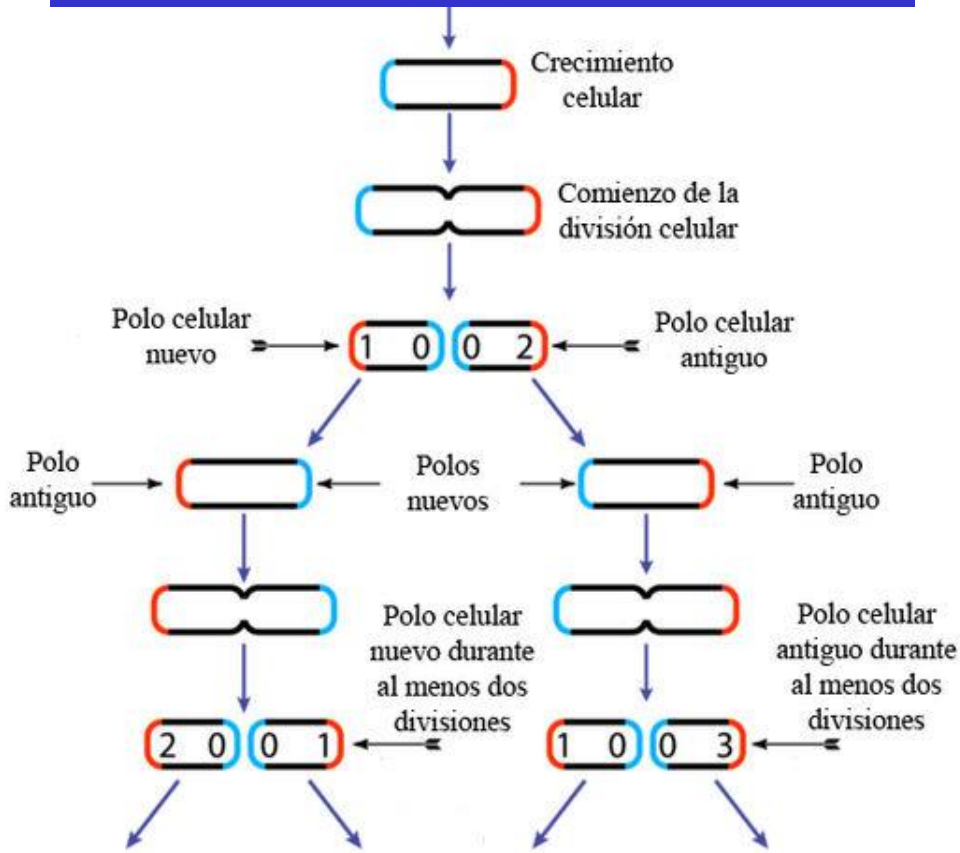 Crecimiento
celular
Comienzo de la
división celular
Polo celular
nuevo
1 0 0 2
Polo celular
antiguo
Polo
antiguo
Polos
nuevos
Polo
antiguo
Polo celular
nuevo durante
al menos dos
divisiones
Polo celular
antiguo durante
al menos dos
divisiones
2 0 0 1
1 0 0 3